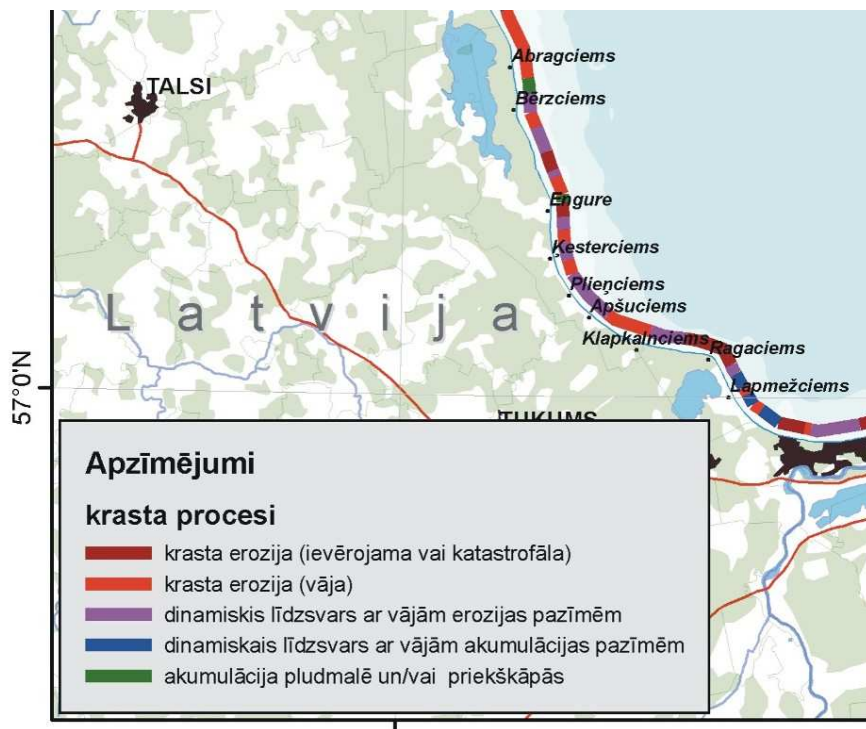 Abragciems
TALSI
Bērzciems
Engure
Ķesterciems
Plieņciems
Latvija
Apšuciems
Klapkalnciems
Ragaciems
57°0'N
Lapmežciems
TUKUMS
Apzīmējumi
krasta procesi
krasta erozija (ievērojama vai katastrofāla)
krasta erozija (vāja)
dinamiskis līdzsvars ar vājām erozijas pazīmēm
dinamiskais līdzsvars ar vājām akumulācijas pazīmēm
akumulācija pludmalē un/vai priekškāpās